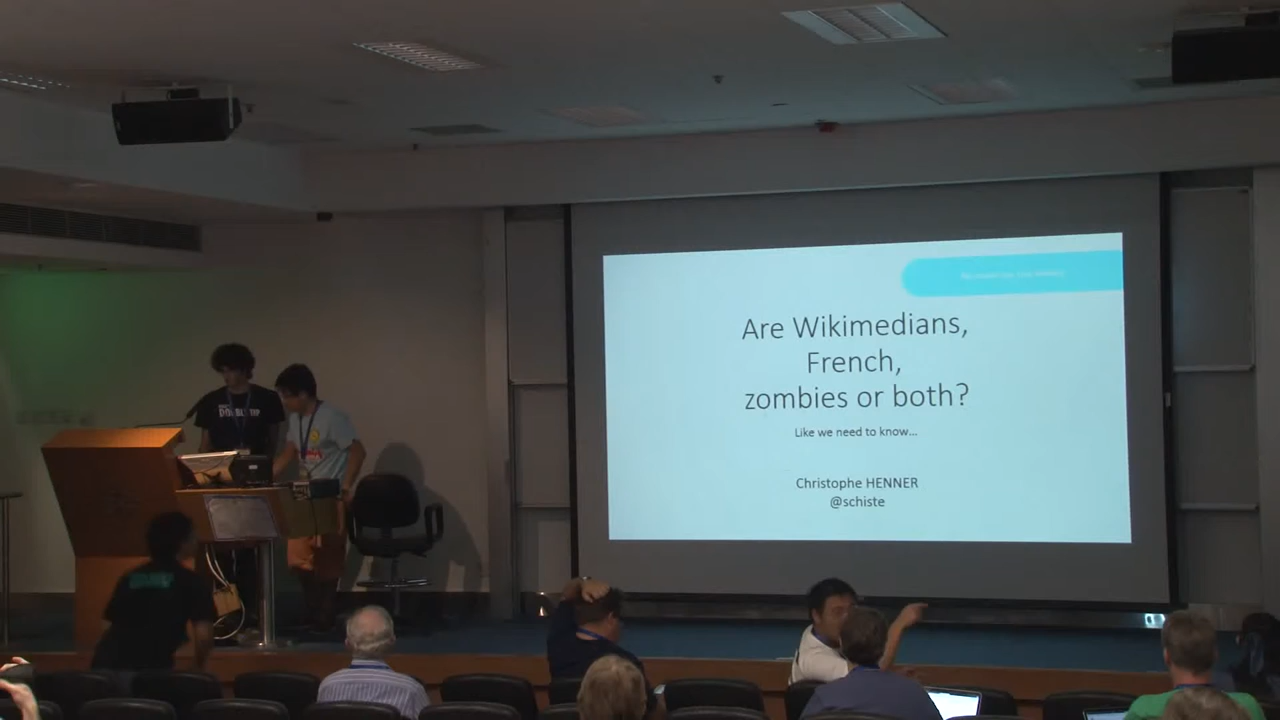 Are Wikimedians,
French,
zombies or both?
Like we need to know...
Christophe HENNER
@schiste